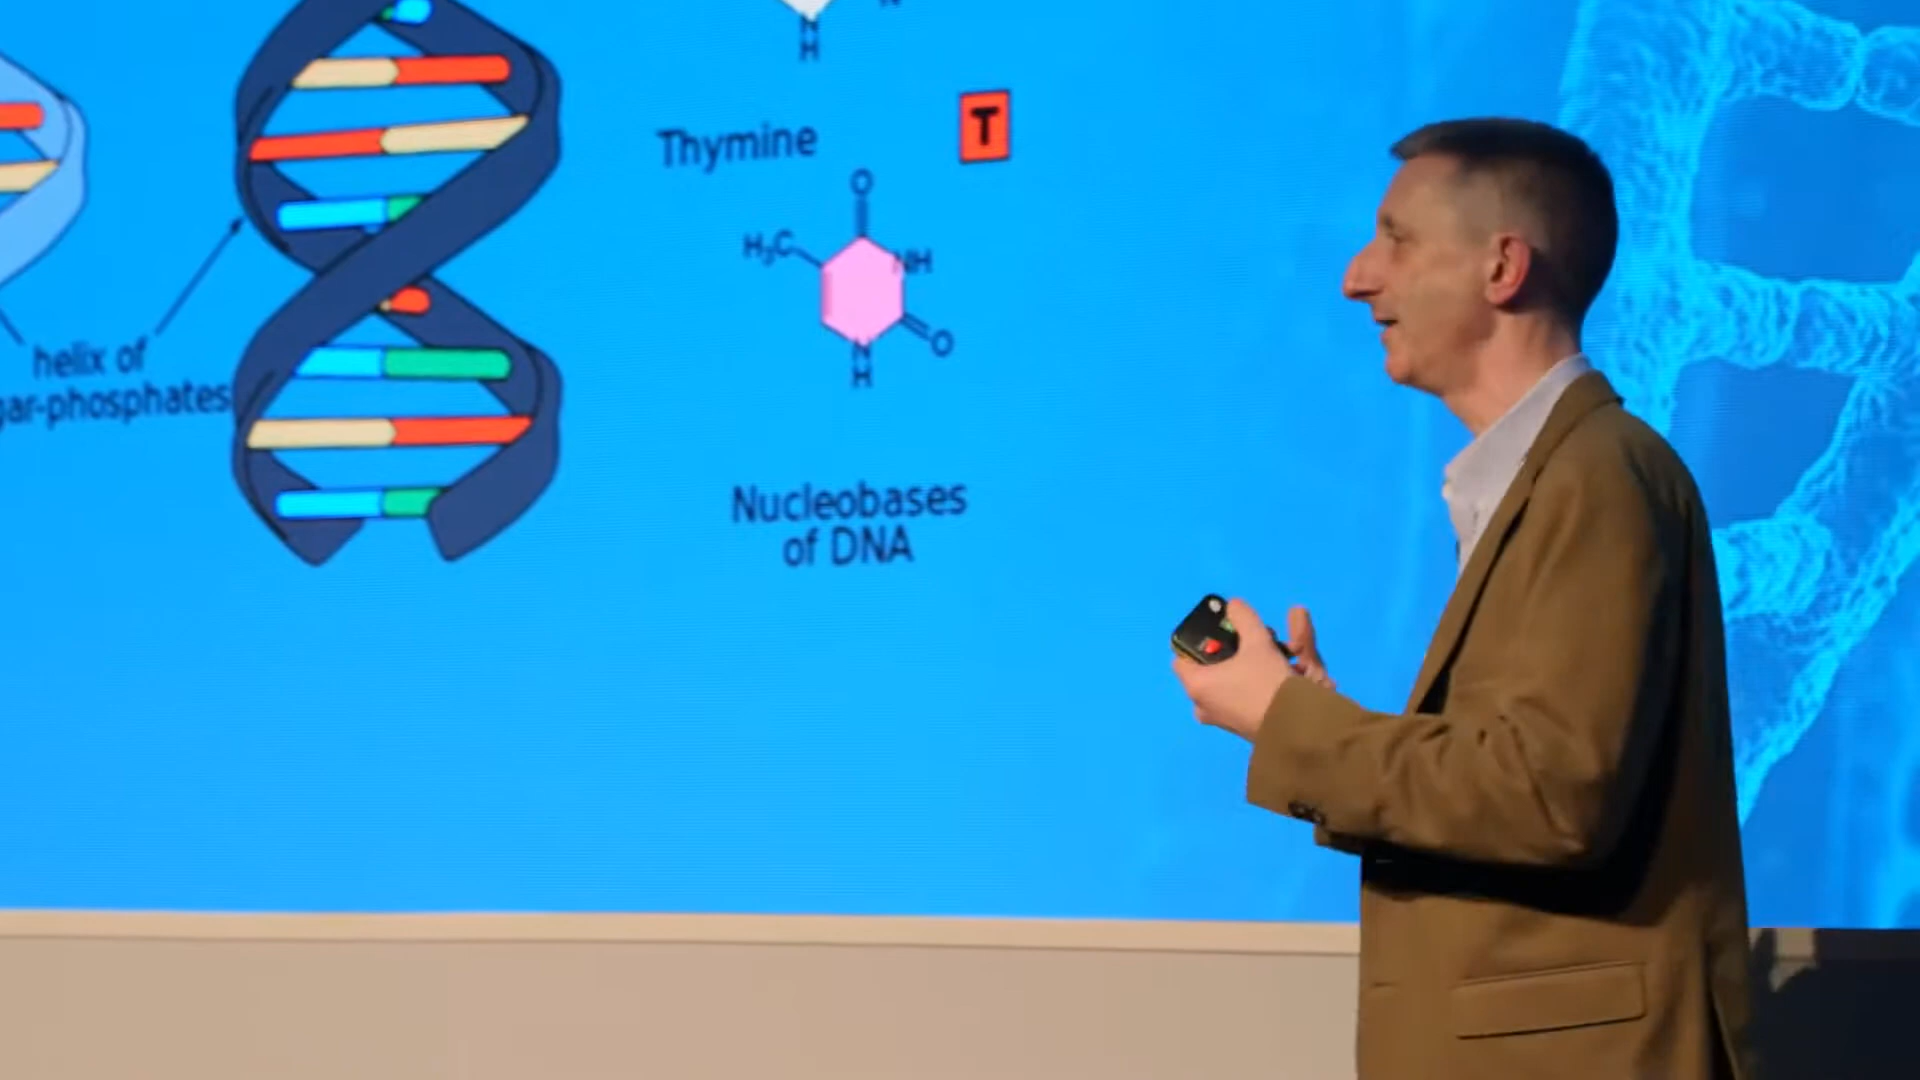 N
N
H
Thymine
T
O
H₃C
NH
O
N
H
helix of
gar-phosphates
Nucleobases
of DNA